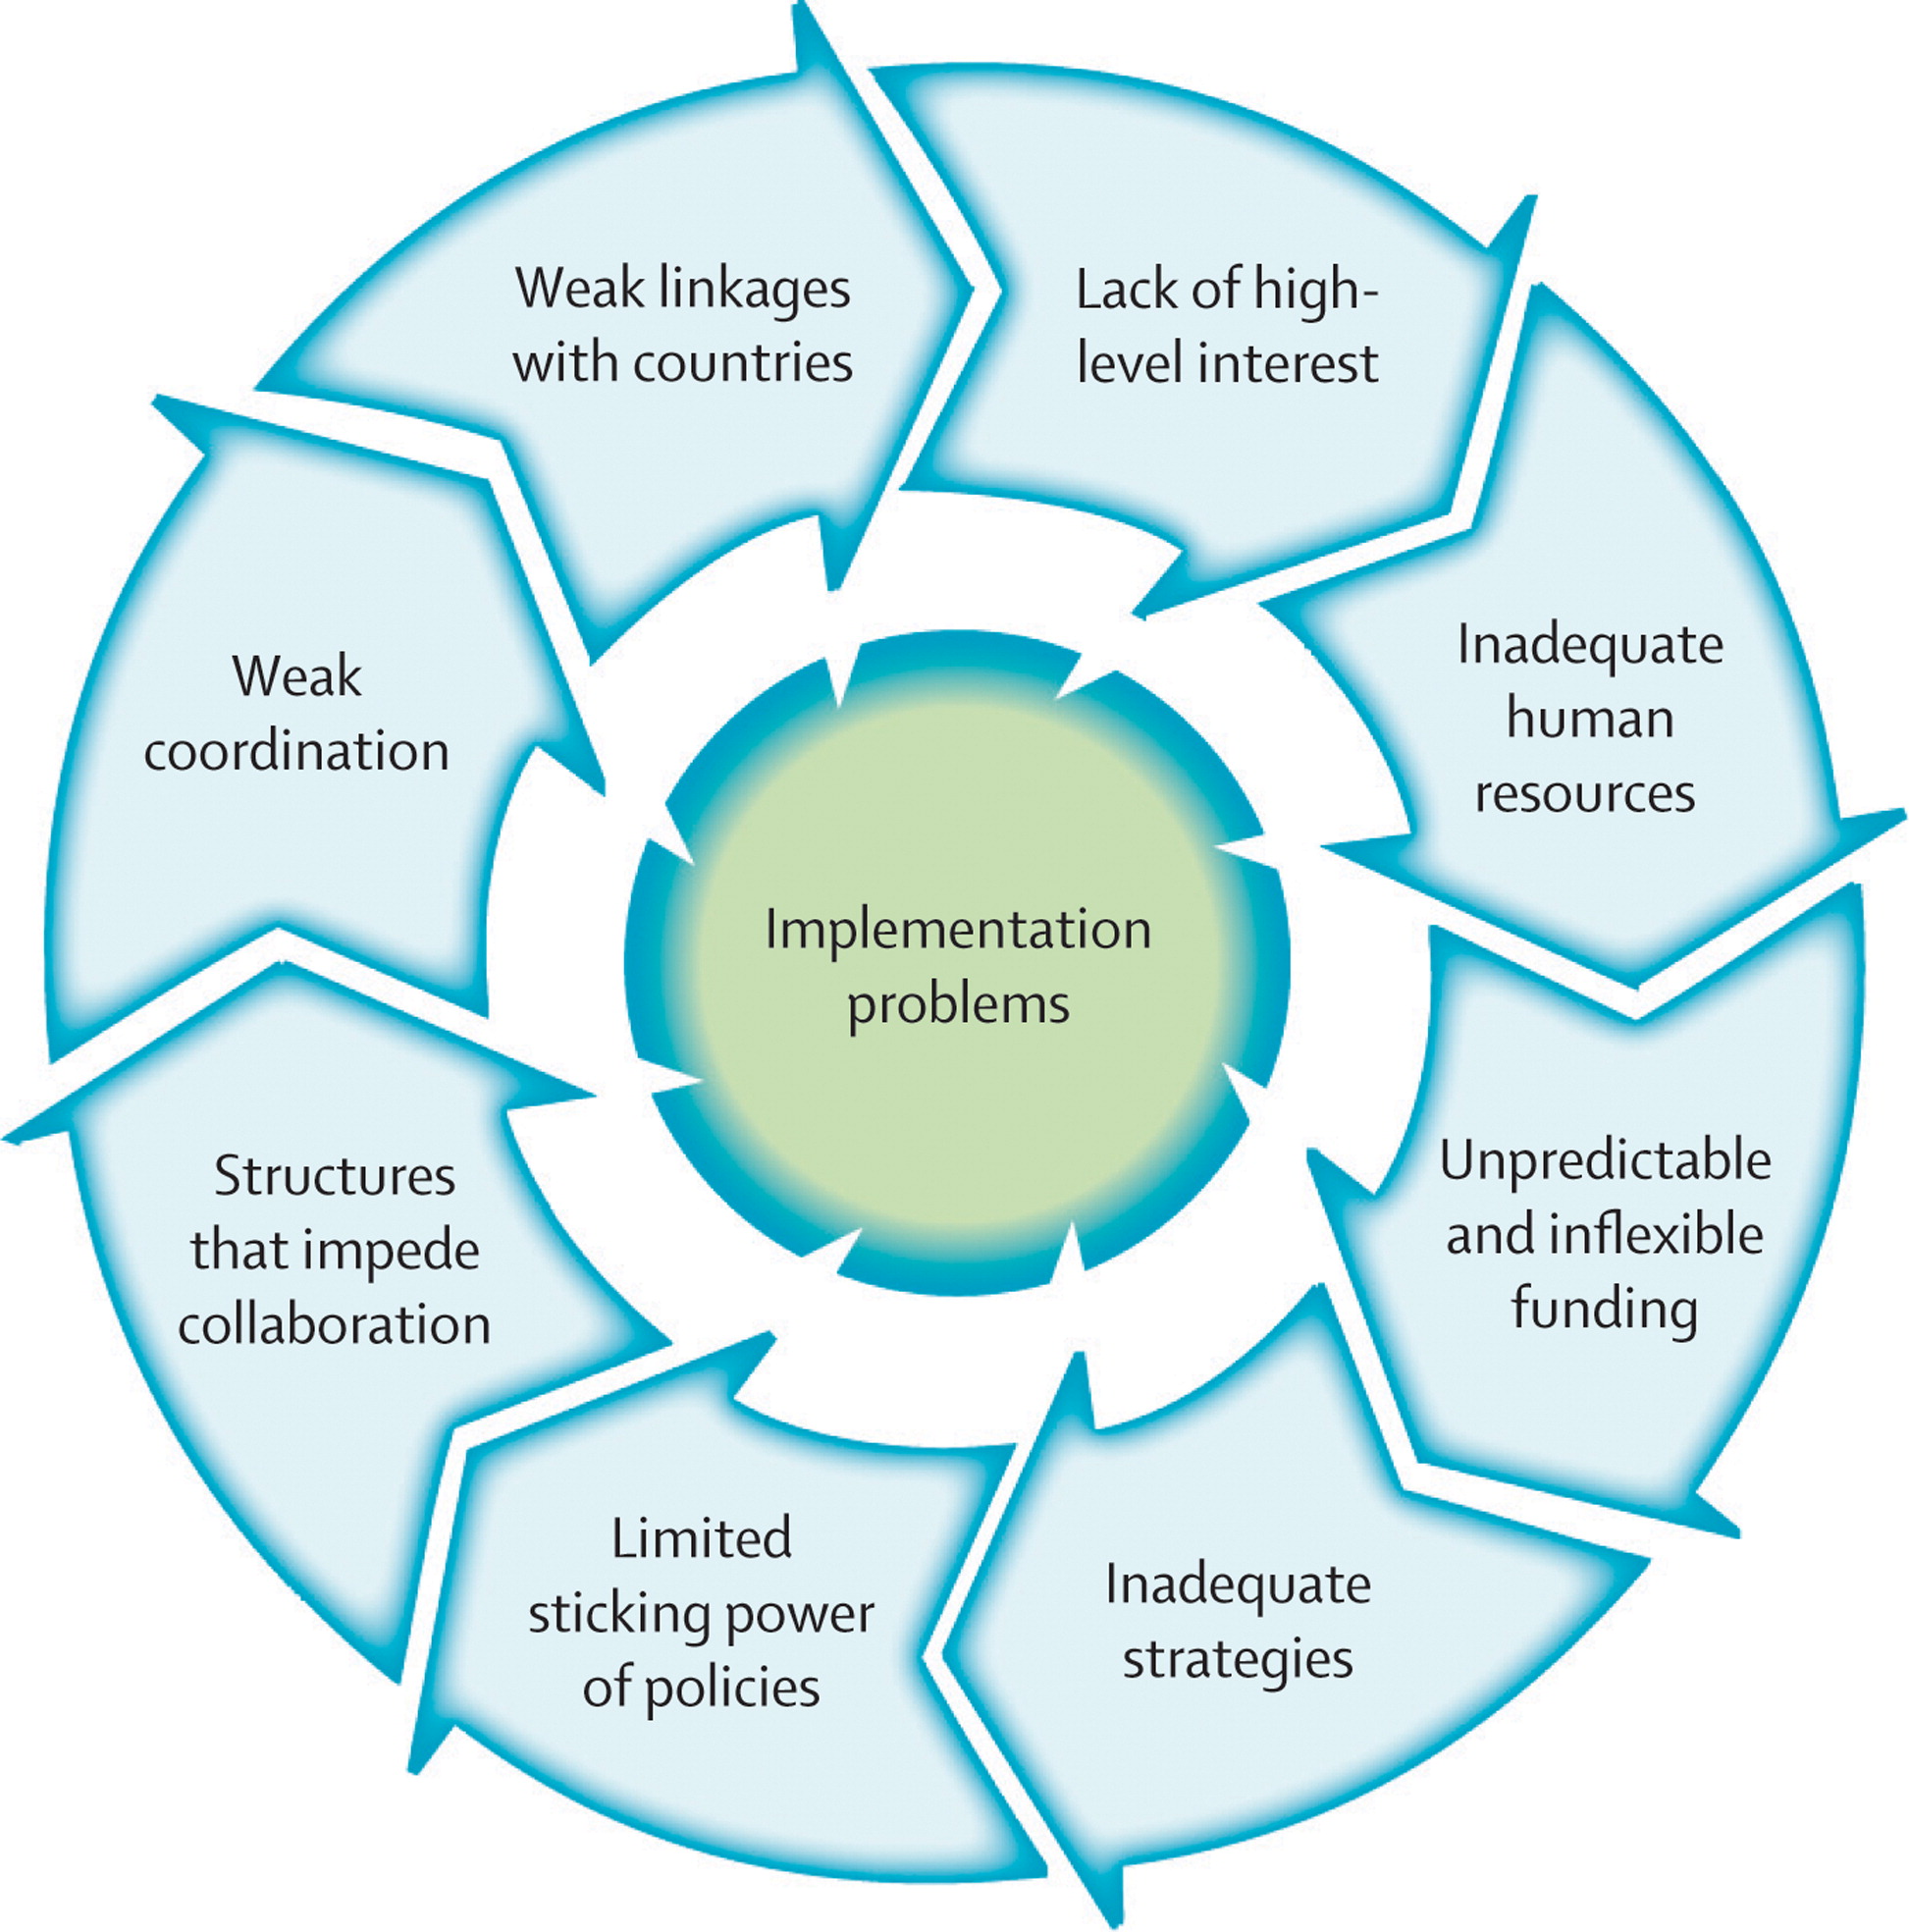 Weak linkages
with countries
Lack of high-
level interest
Inadequate
human
resources
Unpredictable
and inflexible
funding
Inadequate
strategies
Limited
sticking power
of policies
Structures
that impede
collaboration
Weak
coordination
Implementation
problems